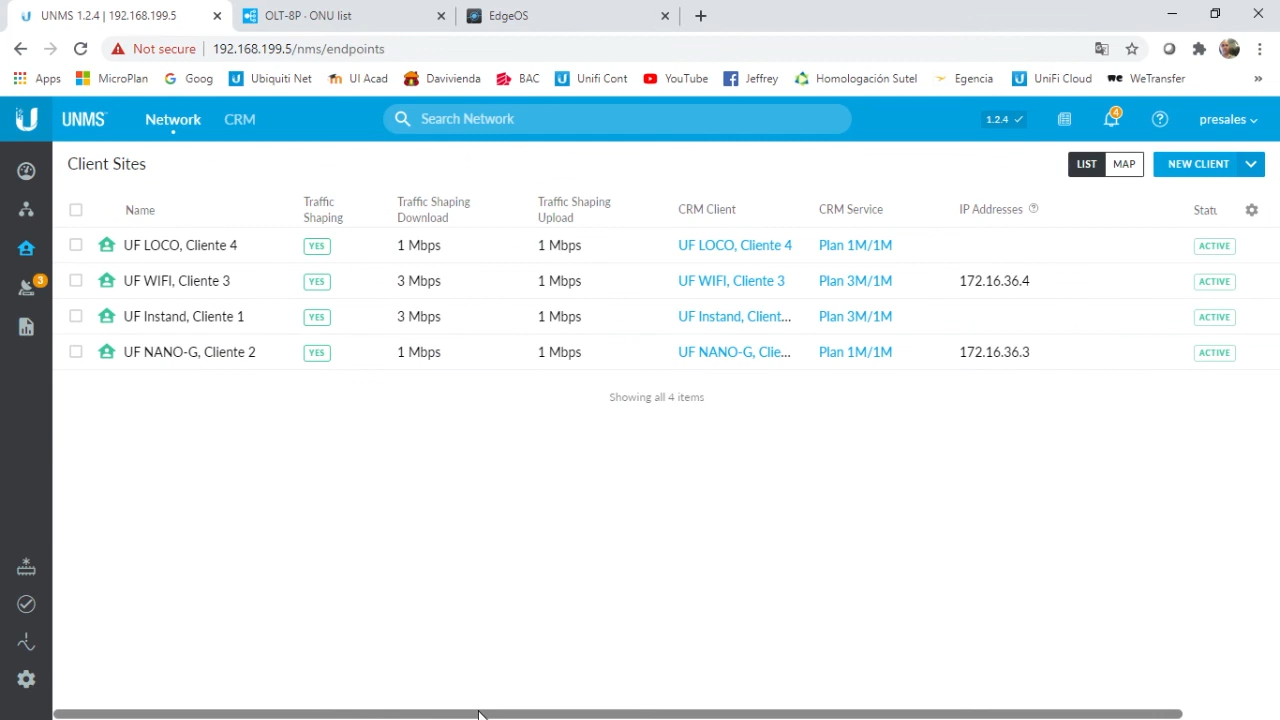 UNMS 1.2.4 | 192.168.199.5
OLT-8P - ONU list
EdgeOS
Not secure
192.168.199.5/nms/endpoints
Apps
MicroPlan
Goog
Ubiquiti Net
UI Acad
Davivienda
BAC
Unifi Cont
YouTube
Jeffrey
Homologación Sutel
Egencia
UniFi Cloud
WeTransfer
»
UNMS
Network
CRM
Search Network
1.2.4
4
presales
Client Sites
LIST
MAP
NEW CLIENT
Name
Traffic Shaping
Traffic Shaping Download
Traffic Shaping Upload
CRM Client
CRM Service
IP Addresses
Statu
UF LOCO, Cliente 4 YES 1 Mbps 1 Mbps UF LOCO, Cliente 4 Plan 1M/1M ACTIVE
UF WIFI, Cliente 3 YES 3 Mbps 1 Mbps UF WIFI, Cliente 3 Plan 3M/1M 172.16.36.4 ACTIVE
UF Instand, Cliente 1 YES 3 Mbps 1 Mbps UF Instand, Client... Plan 3M/1M ACTIVE
UF NANO-G, Cliente 2 YES 1 Mbps 1 Mbps UF NANO-G, Clie... Plan 1M/1M 172.16.36.3 ACTIVE
3
Showing all 4 items